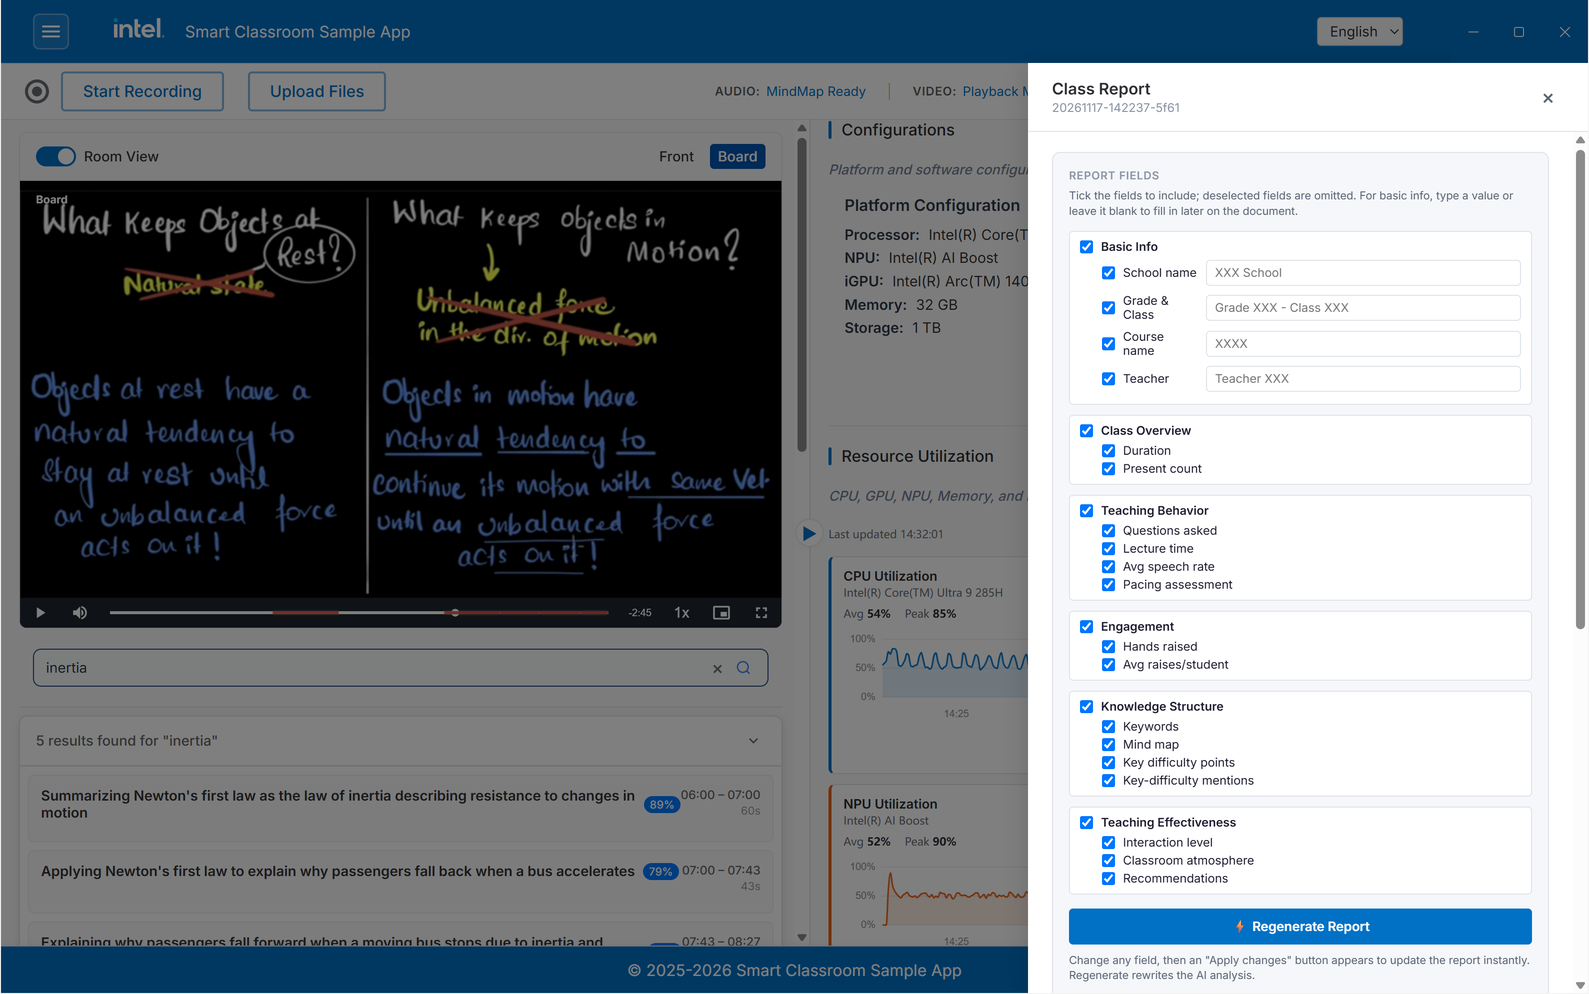 intel.
Smart Classroom Sample App
English
Start Recording
Upload Files
AUDIO: MindMap Ready
VIDEO: Playback M
Room View
Front
Board
Board
What Keeps Objects at
Rest?
Natural state
Objects at rest have a
natural tendency to
stay at rest until
an unbalanced force
acts on it!
What keeps objects in
Motion?
Unbalanced force
in the dir. of motion
Objects in motion have
natural tendency to
continue its motion with same Vel
until an unbalanced force
acts on it!
-2:45
1x
inertia
5 results found for "inertia"
Summarizing Newton's first law as the law of inertia describing resistance to changes in
motion
89%
06:00 – 07:00
60s
Applying Newton's first law to explain why passengers fall back when a bus accelerates
79%
07:00 – 07:43
43s
Explaining why passengers fall forward when a moving bus stops due to inertia and
07:43 – 08:27
Configurations
Platform and software configu
Platform Configuration
Processor: Intel(R) Core(T
NPU: Intel(R) AI Boost
iGPU: Intel(R) Arc(TM) 140
Memory: 32 GB
Storage: 1 TB
Resource Utilization
CPU, GPU, NPU, Memory, and
Last updated 14:32:01
CPU Utilization
Intel(R) Core(TM) Ultra 9 285H
Avg 54% Peak 85%
100%
50%
0%
14:25
NPU Utilization
Intel(R) AI Boost
Avg 52% Peak 90%
100%
50%
0%
14:25
Class Report
20261117-142237-5f61
REPORT FIELDS
Tick the fields to include; deselected fields are omitted. For basic info, type a value or
leave it blank to fill in later on the document.
Basic Info
School name
XXX School
Grade &
Class
Grade XXX - Class XXX
Course
name
XXXX
Teacher
Teacher XXX
Class Overview
Duration
Present count
Teaching Behavior
Questions asked
Lecture time
Avg speech rate
Pacing assessment
Engagement
Hands raised
Avg raises/student
Knowledge Structure
Keywords
Mind map
Key difficulty points
Key-difficulty mentions
Teaching Effectiveness
Interaction level
Classroom atmosphere
Recommendations
Regenerate Report
Change any field, then an "Apply changes" button appears to update the report instantly.
Regenerate rewrites the AI analysis.
© 2025-2026 Smart Classroom Sample App